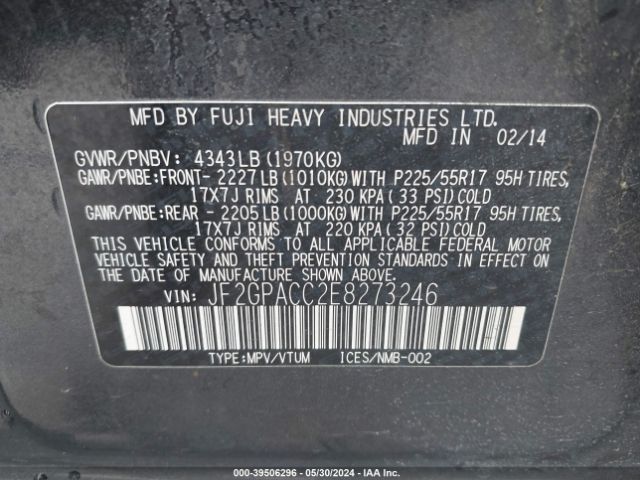 MFD BY FUJI HEAVY INDUSTRIES LTD.
MFD IN 02/14
GVWR/PNBV: 4343LB(1970KG)
GAWR/PNBE:FRONT-2227LB(1010KG)WITH P225/55R17 95H TIRES,
17X7J RIMS AT 230 KPA(33 PSI)COLD
GAWR/PNBE:REAR -2205LB(1000KG)WITH P225/55R17 95H TIRES,
17X7J RIMS AT 220 KPA(32 PSI)COLD
THIS VEHICLE CONFORMS TO ALL APPLICABLE FEDERAL MOTOR
VEHICLE SAFETY AND THEFT PREVENTION STANDARDS IN EFFECT
ON THE DATE OF MANUFACTURE SHOWN ABOVE.
VIN: JF2GPACC2E8273246
TYPE:MPV/VTUM ICES/NMB-002
000-39506296 - 05/30/2024 - IAA Inc.